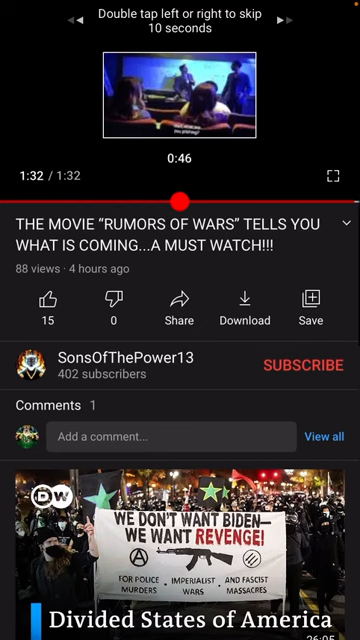 Double tap left or right to skip
10 seconds
0:46
1:32 / 1:32
THE MOVIE “RUMORS OF WARS” TELLS YOU
WHAT IS COMING...A MUST WATCH!!!
88 views · 4 hours ago
15
0
Share
Download
Save
SonsOfThePower13
402 subscribers
SUBSCRIBE
Comments 1
Add a comment...
View all
DW
WE DON'T WANT BIDEN—
WE WANT REVENGE!
FOR POLICE MURDERS · IMPERIALIST WARS · AND FASCIST MASSACRES
Divided States of America
26:05